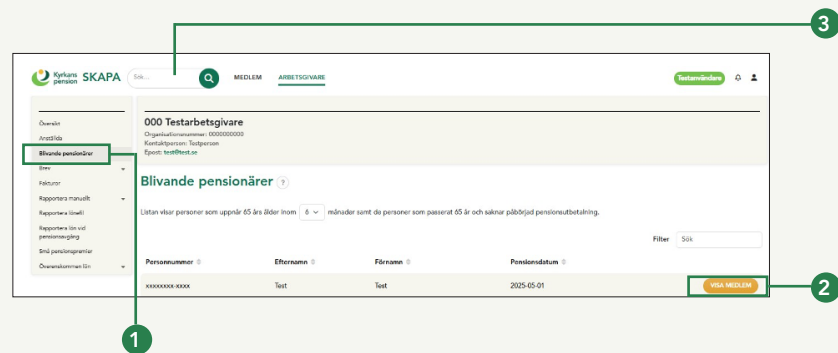 3
Kyrkans pension SKAPA
Sök...
MEDLEM
ARBETSGIVARE
Testanvändare
Översikt
Anställda
Blivande pensionärer
Brev
Fakturor
Rapportera manuellt
Rapportera lönefil
Rapportera lön vid
pensionsavgång
Små pensionspremier
Överenskommen lön
000 Testarbetsgivare
Organisationsnummer: 0000000000
Kontaktperson: Testperson
Epost: test@test.se
Blivande pensionärer ?
Listan visar personer som uppnår 65 års ålder inom 6 månader samt de personer som passerat 65 år och saknar påbörjad pensionsutbetalning.
Filter Sök
Personnummer Efternamn Förnamn Pensionsdatum
xxxxxxxx-xxxx Test Test 2025-05-01 VISA MEDLEM
2
1